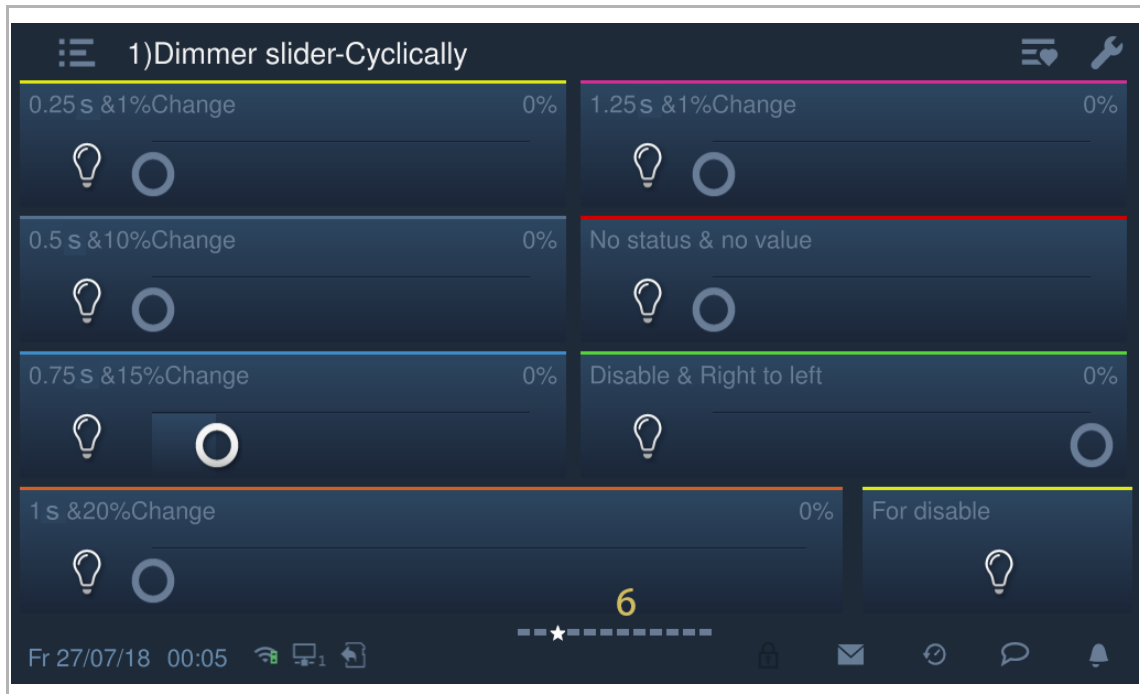 1)Dimmer slider-Cyclically
0.25 s &1%Change 0%
1.25 s &1%Change 0%
0.5 s &10%Change 0%
No status & no value
0.75 s &15%Change 0%
Disable & Right to left 0%
1 s &20%Change 0%
For disable
6
Fr 27/07/18 00:05 1